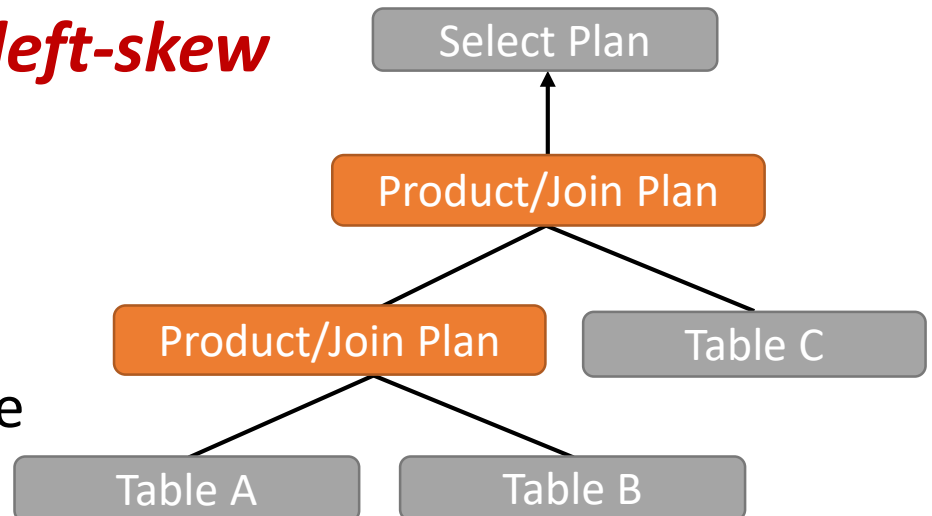 left-skew
Select Plan
Product/Join Plan
Product/Join Plan
Table C
e
Table A
Table B